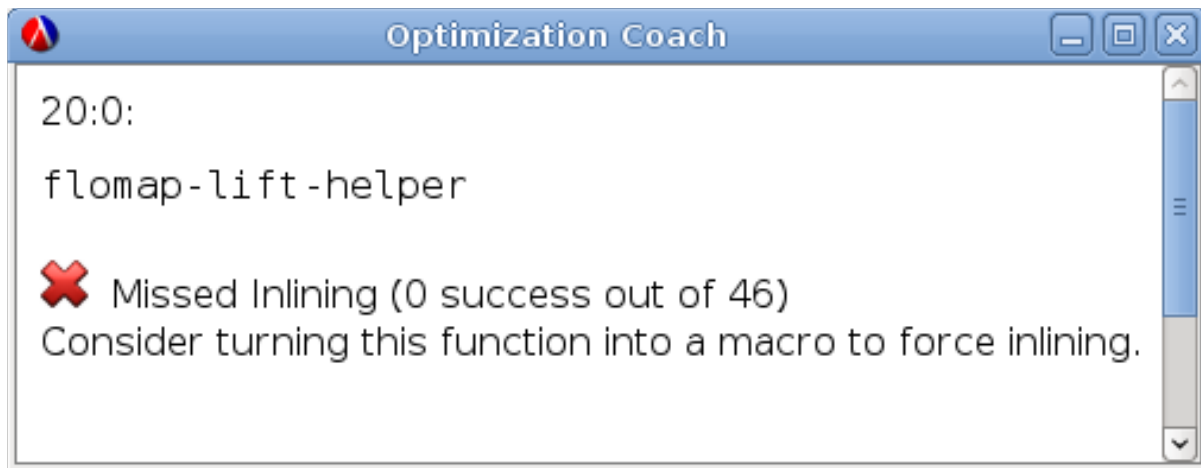 Optimization Coach
20:0:
flomap-lift-helper
Missed Inlining (0 success out of 46)
Consider turning this function into a macro to force inlining.